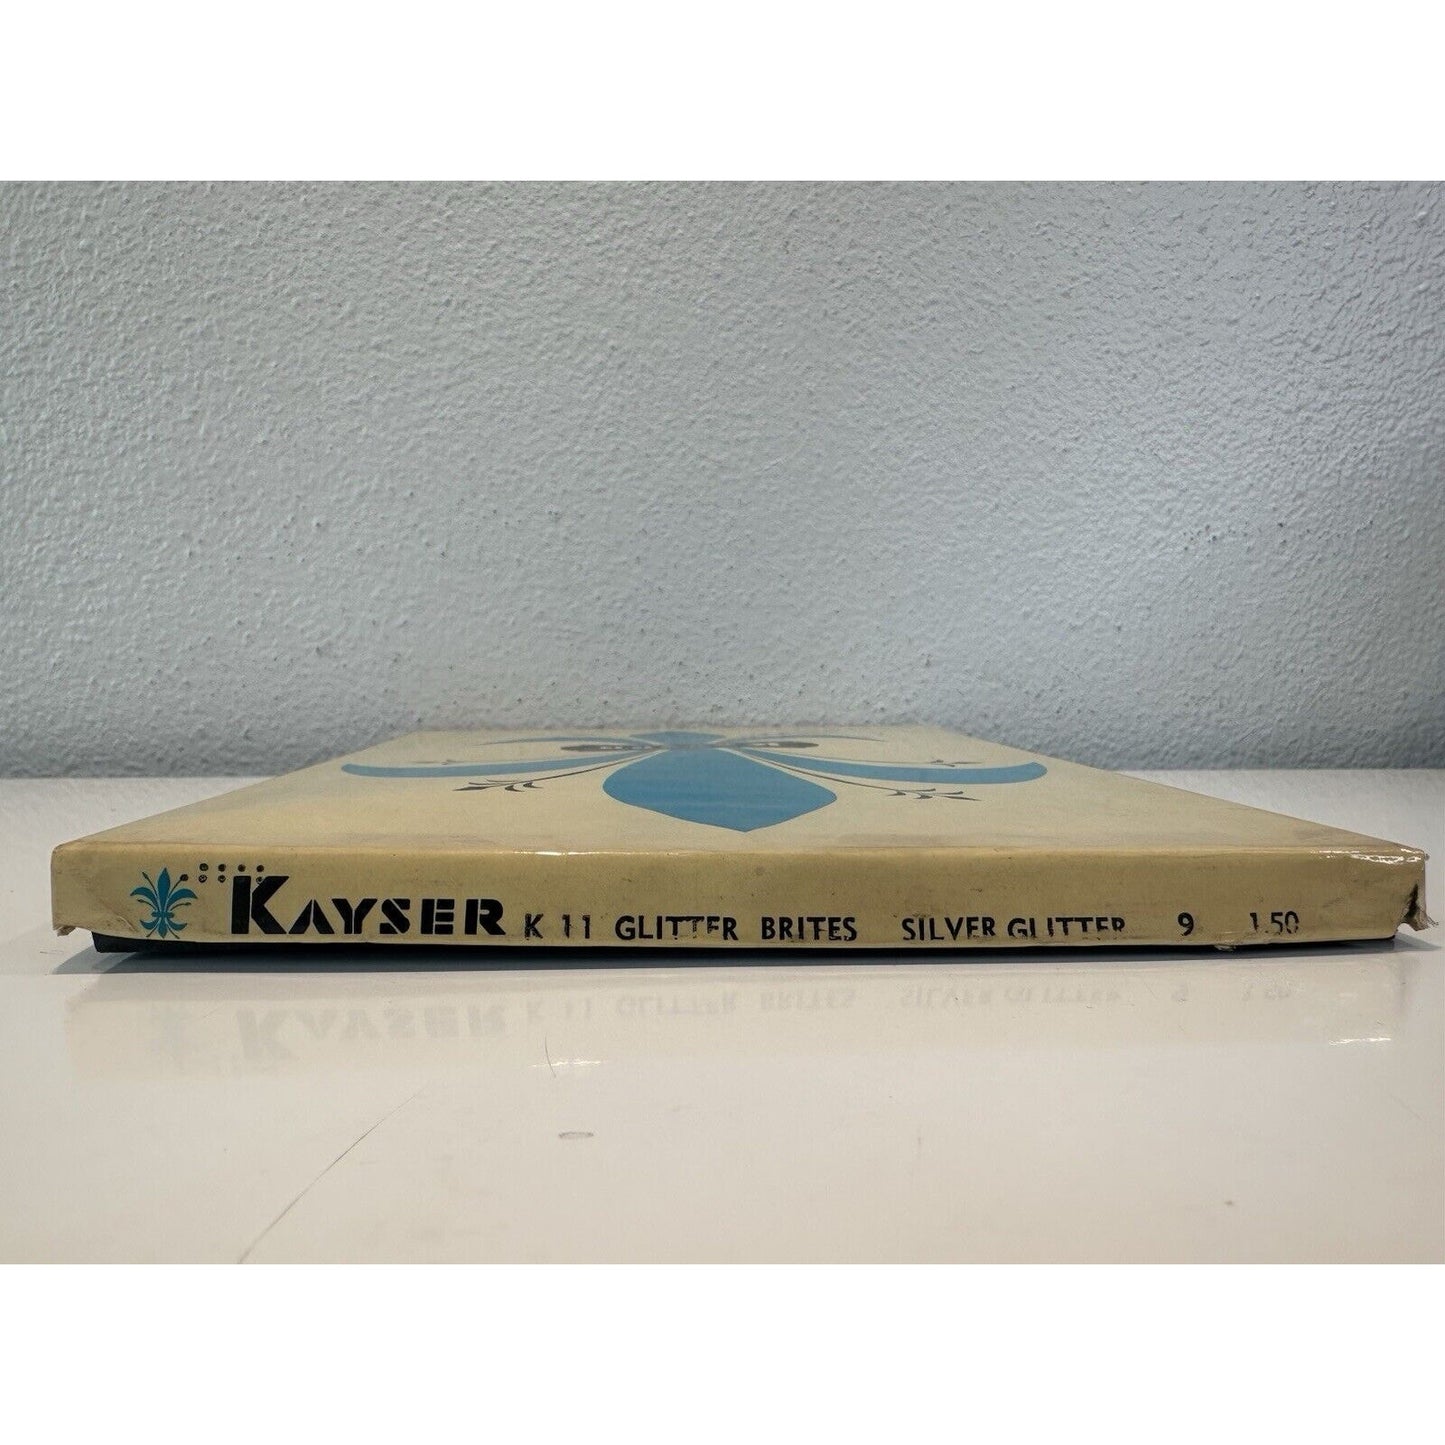 KAYSER K 11 GLITTER BRITES SILVER GLITTER 9 1.50